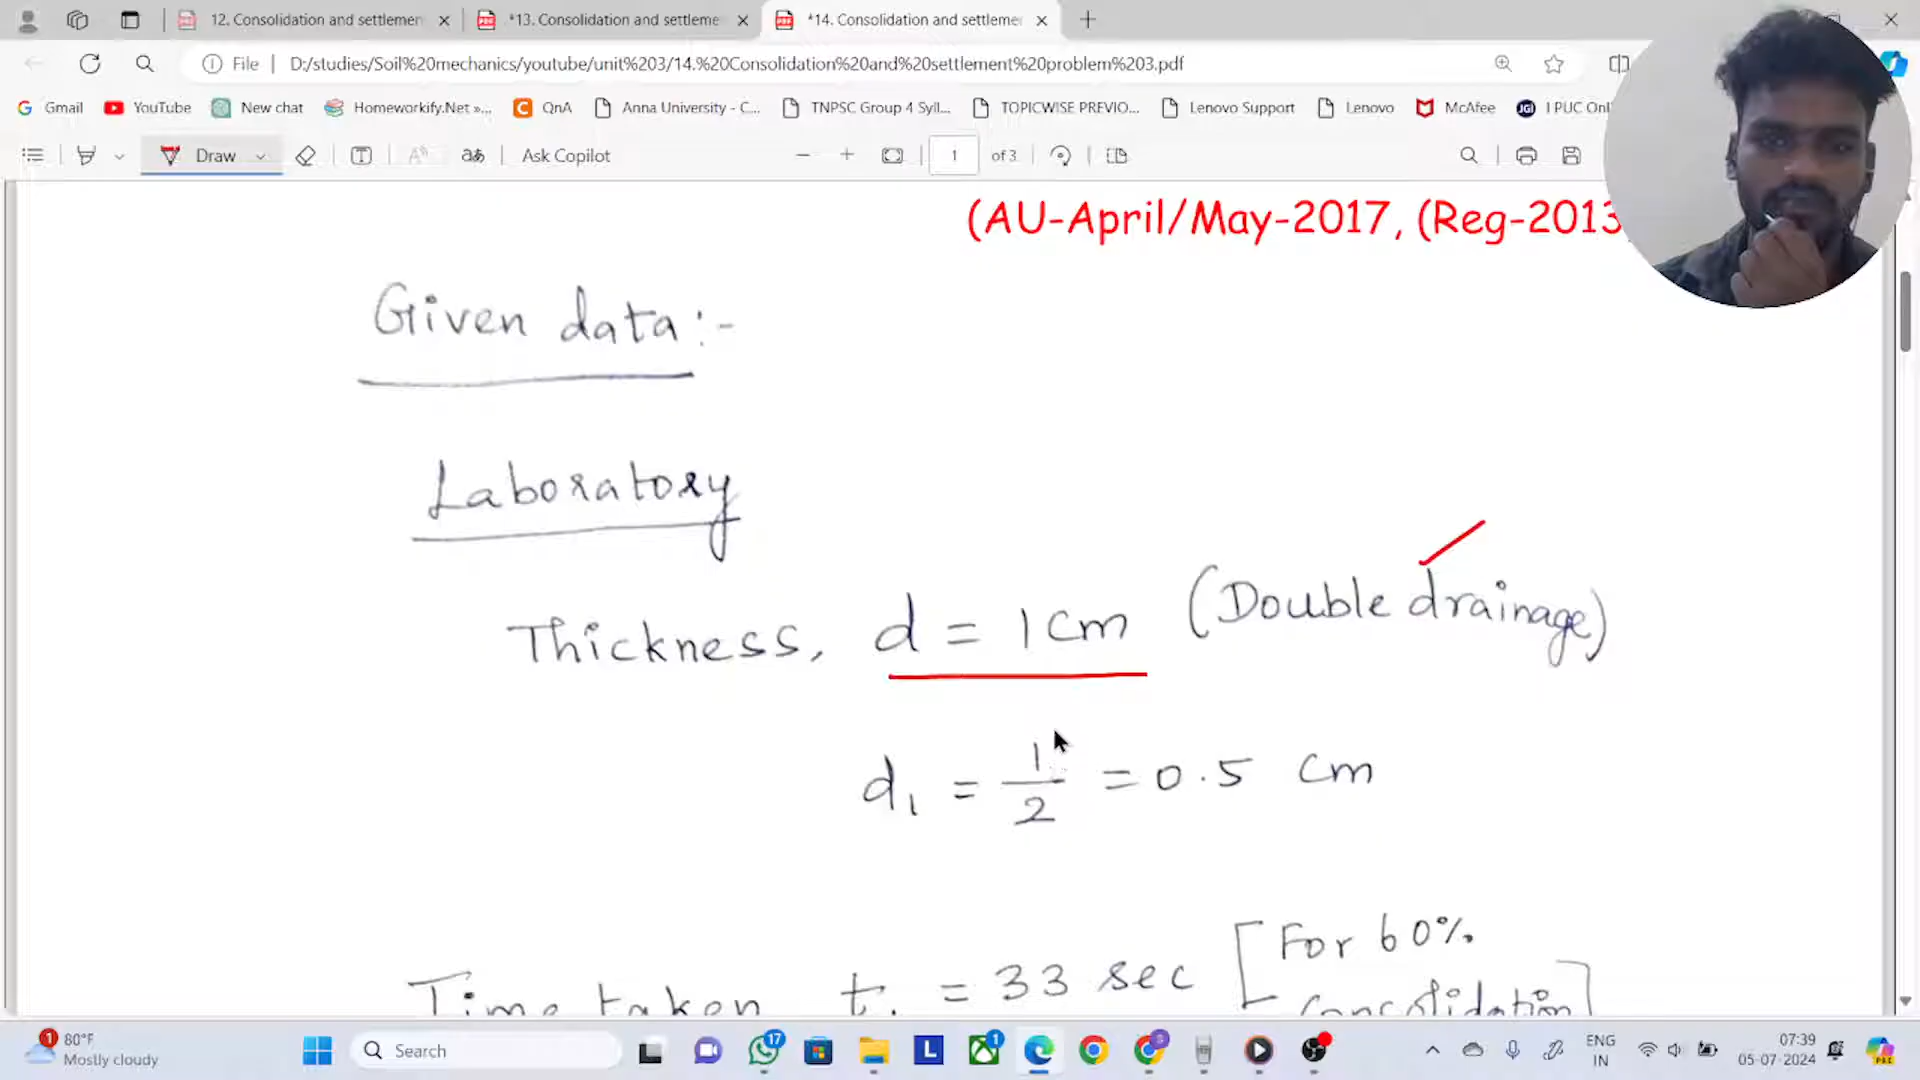 12. Consolidation and settlemen
*13. Consolidation and settleme
*14. Consolidation and settleme
File
D:/studies/Soil%20mechanics/youtube/unit%203/14.%20Consolidation%20and%20settlement%20problem%203.pdf
Gmail
YouTube
New chat
Homeworkify.Net »...
QnA
Anna University - C...
TNPSC Group 4 Syll...
TOPICWISE PREVIO...
Lenovo Support
Lenovo
McAfee
I PUC Onl
Draw
Ask Copilot
1 of 3
(AU-April/May-2017, (Reg-2013
Given data:-
Laboratory
Thickness, d = 1 cm (Double drainage)
d1 = 1/2 = 0.5 cm
Time taken t1 = 33 sec [For 60%
Consolidation]
80°F
Mostly cloudy
Search
17
1
3
ENG
IN
07:39
05-07-2024